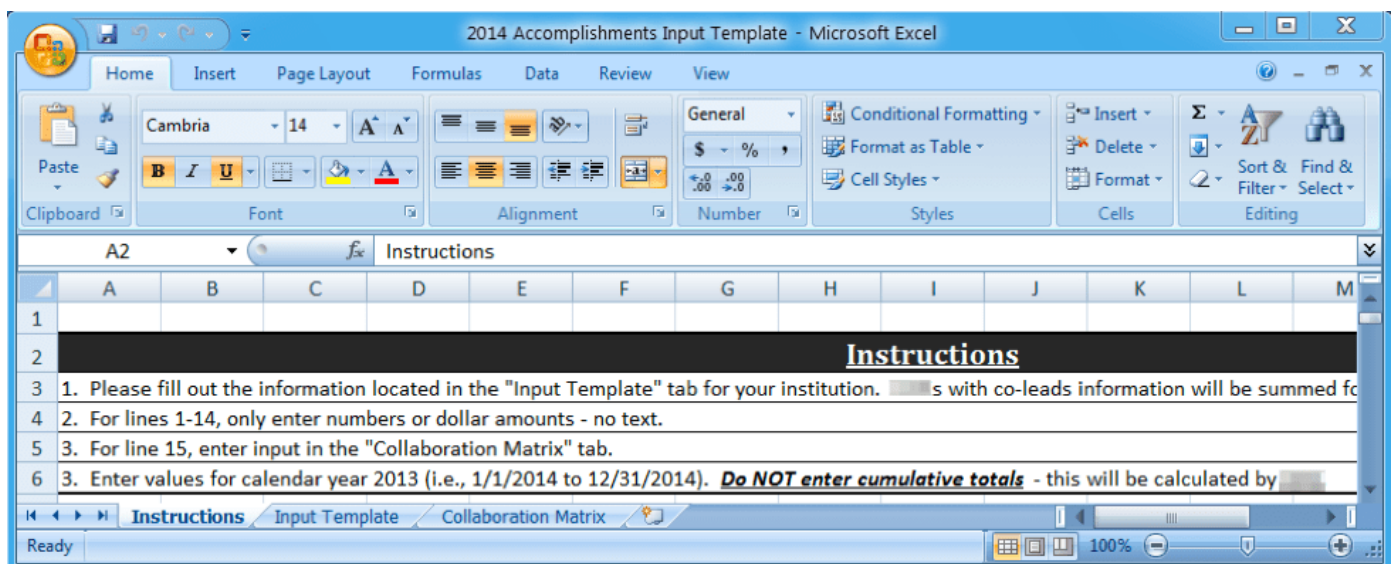 2014 Accomplishments Input Template - Microsoft Excel
Home Insert Page Layout Formulas Data Review View
Cambria 14 A A General Conditional Formatting Insert Σ
Paste B I U A $ % , Format as Table Delete Sort & Filter Find & Select
.0 .00 .00 .0 Cell Styles Format
Clipboard Font Alignment Number Styles Cells Editing
A2 fx Instructions
A B C D E F G H I J K L M
1
2 Instructions
3 1. Please fill out the information located in the "Input Template" tab for your institution. s with co-leads information will be summed fo
4 2. For lines 1-14, only enter numbers or dollar amounts - no text.
5 3. For line 15, enter input in the "Collaboration Matrix" tab.
6 3. Enter values for calendar year 2013 (i.e., 1/1/2014 to 12/31/2014). Do NOT enter cumulative totals - this will be calculated by
Instructions Input Template Collaboration Matrix
Ready 100%